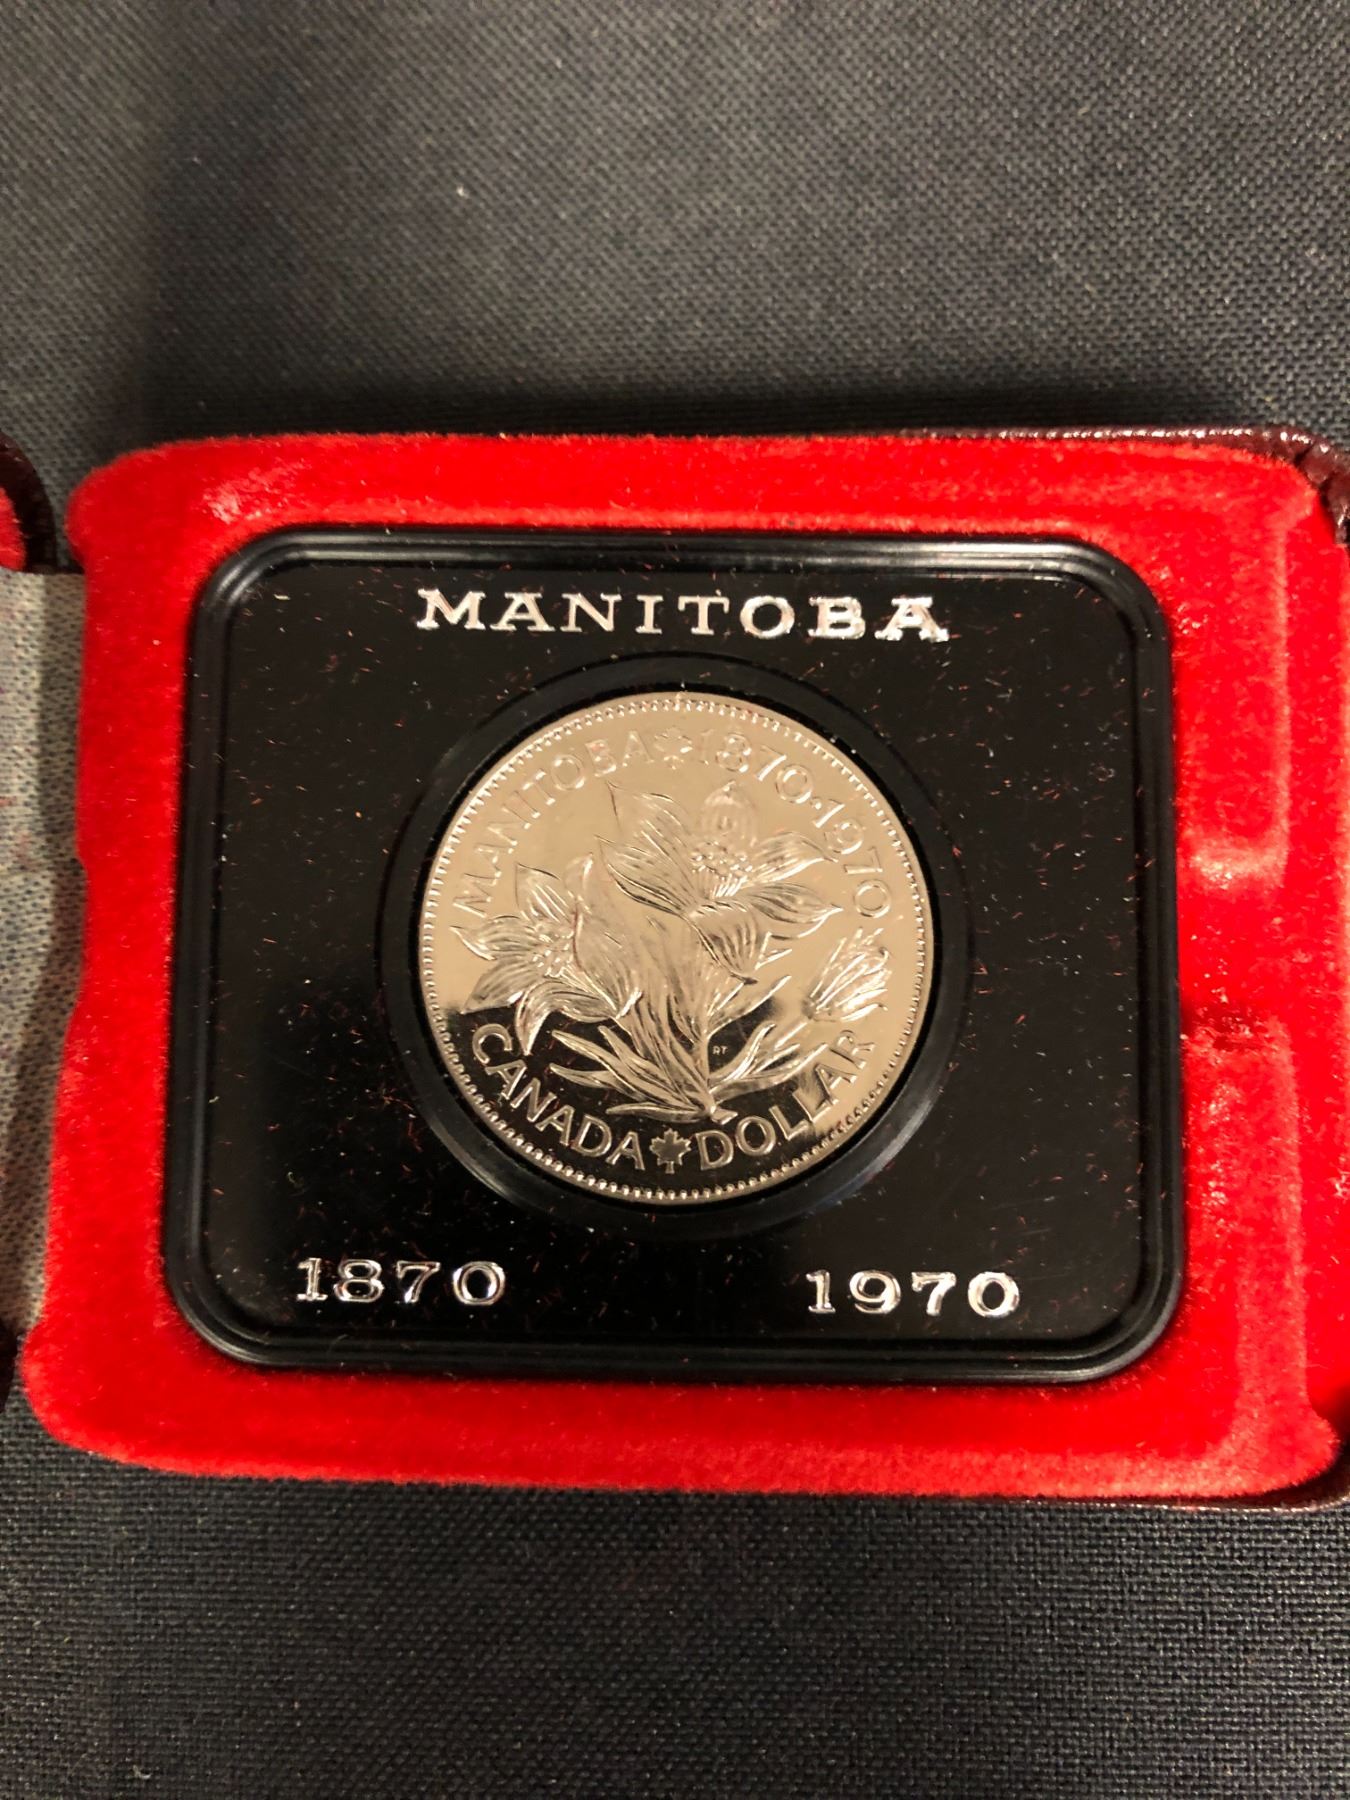 MANITOBA
MANITOBA 1870·1970
RT
CANADA DOLLAR
1870 1970